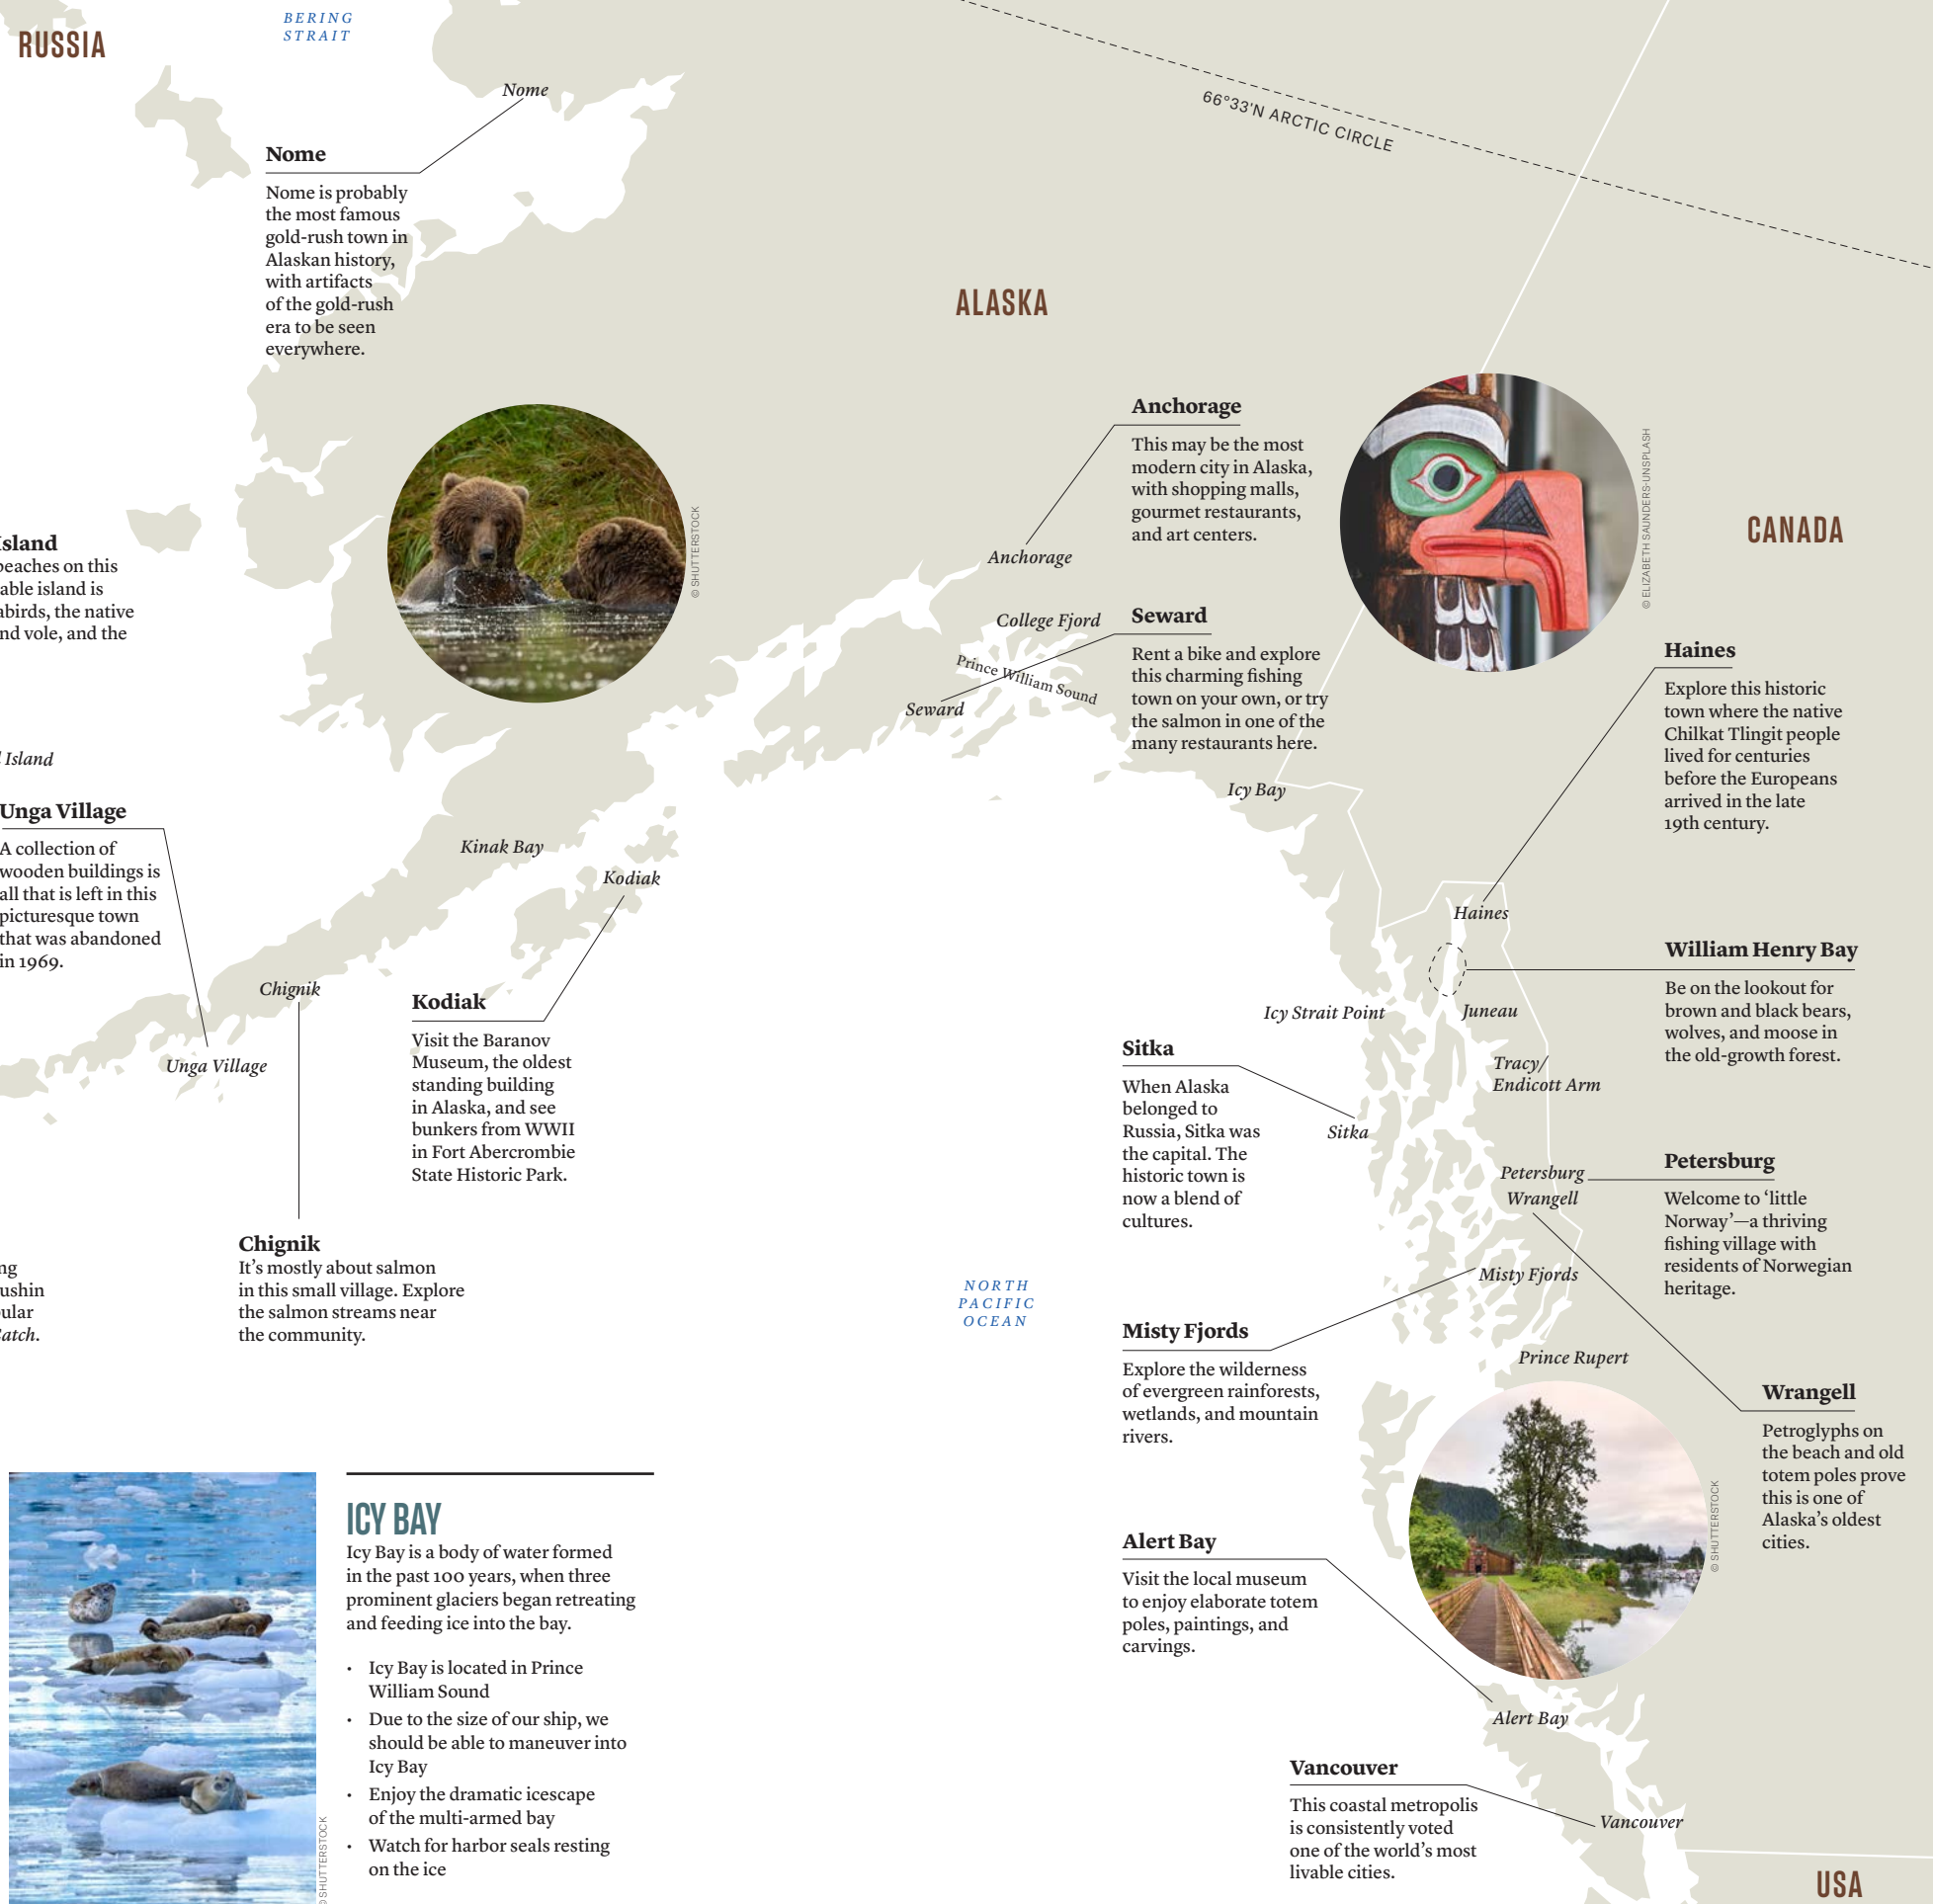 RUSSIA
BERING
STRAIT
Nome
66°33'N ARCTIC CIRCLE
Nome
Nome is probably
the most famous
gold-rush town in
Alaskan history,
with artifacts
of the gold-rush
era to be seen
everywhere.
ALASKA
CANADA
© SHUTTERSTOCK
Anchorage
This may be the most
modern city in Alaska,
with shopping malls,
gourmet restaurants,
and art centers.
Anchorage
© ELIZABETH SAUNDERS-UNSPLASH
Island
beaches on this
able island is
abirds, the native
nd vole, and the
Island
College Fjord
Prince William Sound
Seward
Seward
Rent a bike and explore
this charming fishing
town on your own, or try
the salmon in one of the
many restaurants here.
Icy Bay
Haines
Explore this historic
town where the native
Chilkat Tlingit people
lived for centuries
before the Europeans
arrived in the late
19th century.
Haines
Unga Village
A collection of
wooden buildings is
all that is left in this
picturesque town
that was abandoned
in 1969.
Unga Village
Kinak Bay
Kodiak
Chignik
Kodiak
Visit the Baranov
Museum, the oldest
standing building
in Alaska, and see
bunkers from WWII
in Fort Abercrombie
State Historic Park.
William Henry Bay
Be on the lookout for
brown and black bears,
wolves, and moose in
the old-growth forest.
Icy Strait Point
Juneau
Tracy/
Endicott Arm
Sitka
When Alaska
belonged to
Russia, Sitka was
the capital. The
historic town is
now a blend of
cultures.
Sitka
Petersburg
Wrangell
Petersburg
Welcome to ‘little
Norway’—a thriving
fishing village with
residents of Norwegian
heritage.
ng
ushin
ular
atch.
Chignik
It’s mostly about salmon
in this small village. Explore
the salmon streams near
the community.
NORTH
PACIFIC
OCEAN
Misty Fjords
Misty Fjords
Explore the wilderness
of evergreen rainforests,
wetlands, and mountain
rivers.
Prince Rupert
Wrangell
Petroglyphs on
the beach and old
totem poles prove
this is one of
Alaska’s oldest
cities.
© SHUTTERSTOCK
ICY BAY
Icy Bay is a body of water formed
in the past 100 years, when three
prominent glaciers began retreating
and feeding ice into the bay.
• Icy Bay is located in Prince
William Sound
• Due to the size of our ship, we
should be able to maneuver into
Icy Bay
• Enjoy the dramatic icescape
of the multi-armed bay
• Watch for harbor seals resting
on the ice
© SHUTTERSTOCK
Alert Bay
Visit the local museum
to enjoy elaborate totem
poles, paintings, and
carvings.
Alert Bay
Vancouver
This coastal metropolis
is consistently voted
one of the world’s most
livable cities.
Vancouver
USA